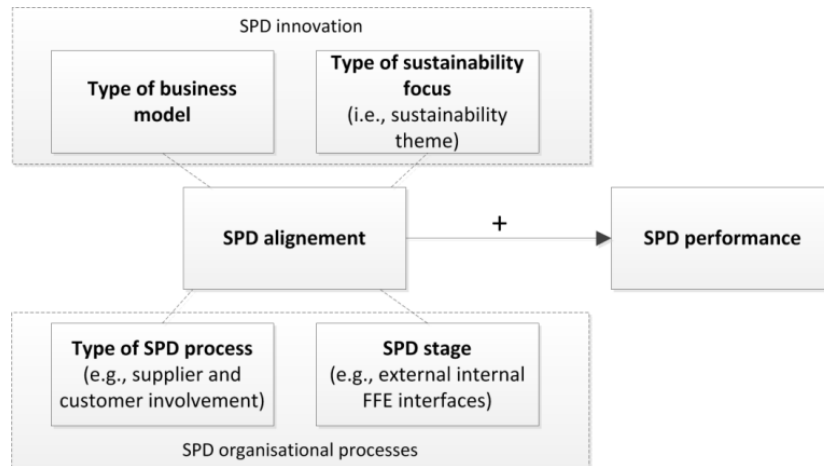 SPD innovation
Type of business
model
Type of sustainability
focus
(i.e., sustainability
theme)
SPD alignement
+
SPD performance
Type of SPD process
(e.g., supplier and
customer involvement)
SPD stage
(e.g., external internal
FFE interfaces)
SPD organisational processes